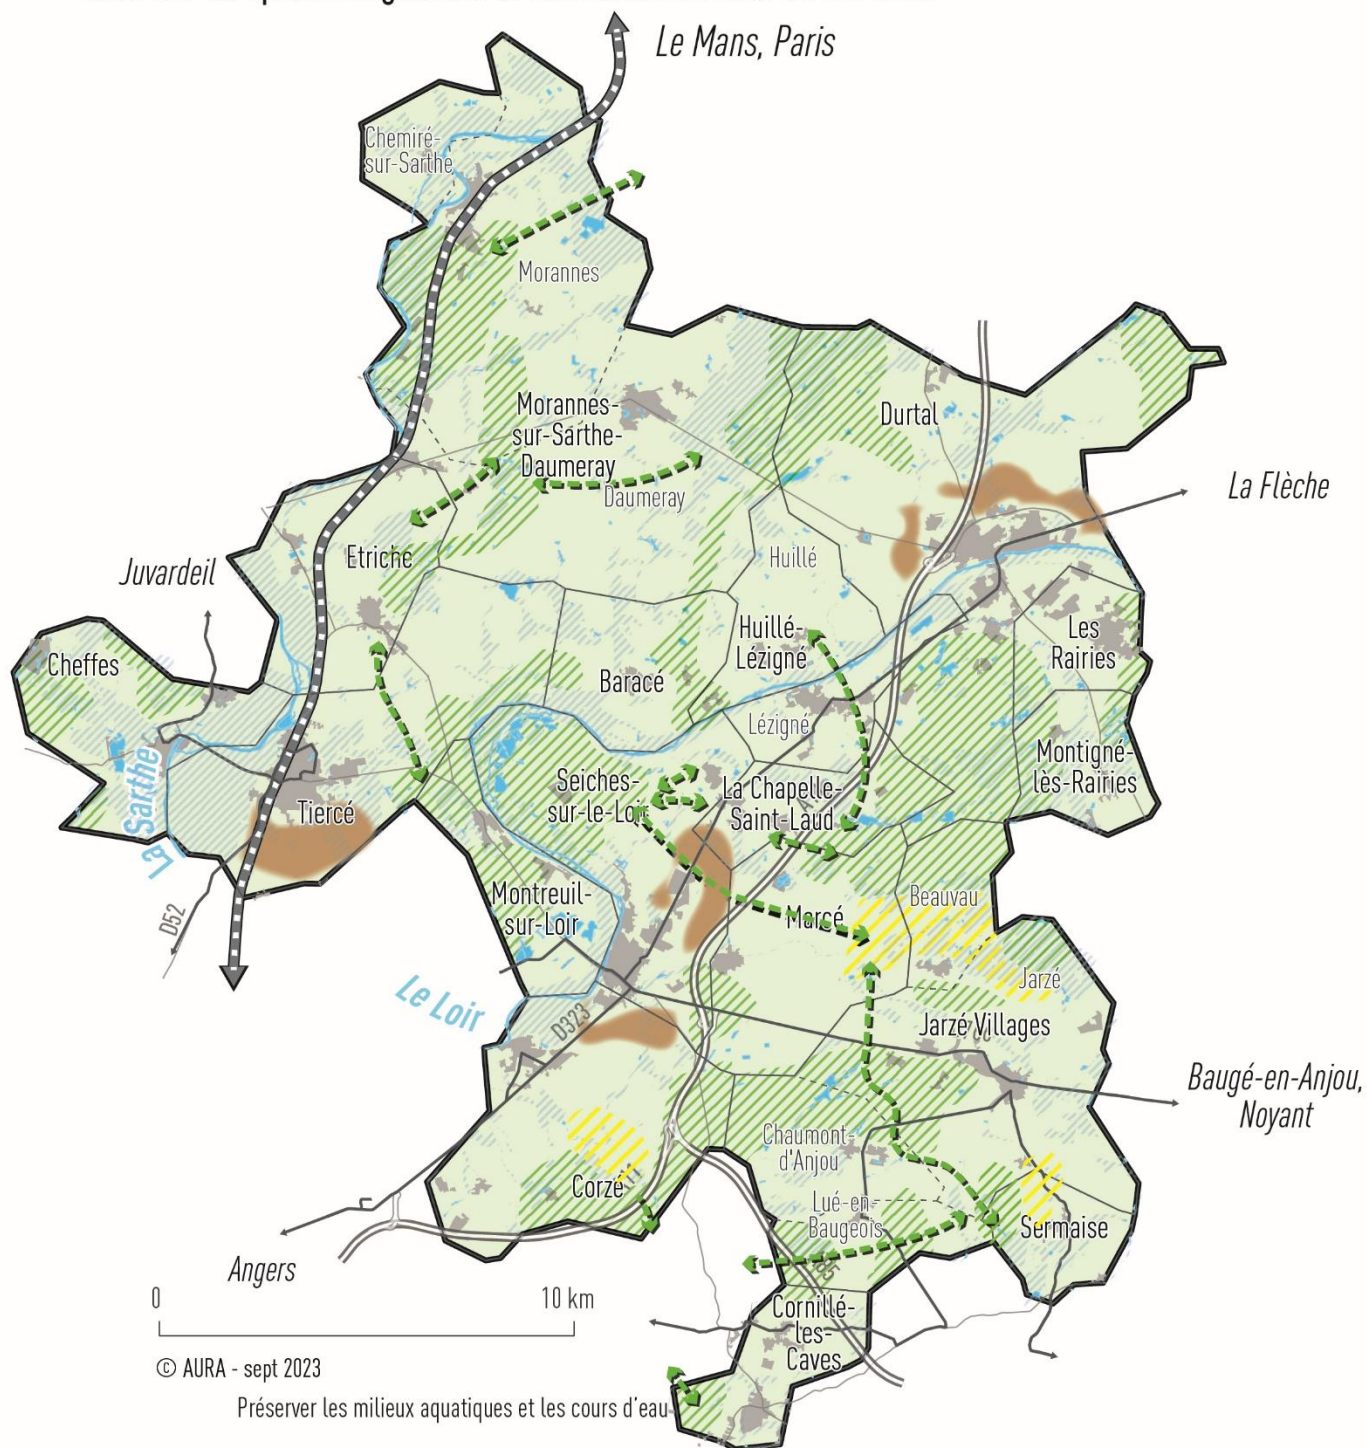 Le Mans, Paris
Chemiré-
sur-Sarthe
Morannes
Morannes-
sur-Sarthe-
Daumeray
Daumeray
Durtal
La Flèche
Juvardeil
Etriche
Huillé
Huillé-
Lézigné
Les
Rairies
Cheffes
Baracé
Lézigné
Montigné-
lès-Rairies
La Sarthe
Tiercé
Seiches-
sur-le-Loir
La Chapelle-
Saint-Laud
D52
Montreuil-
sur-Loir
Marcé
Beauvau
Jarzé
Le Loir
D323
Jarzé Villages
Baugé-en-Anjou,
Noyant
Chaumont-
d'Anjou
Corzé
Lué-en-
Baugeois
Sermaise
Angers
0
10 km
Cornillé-
les-
Caves
© AURA - sept 2023
Préserver les milieux aquatiques et les cours d'eau